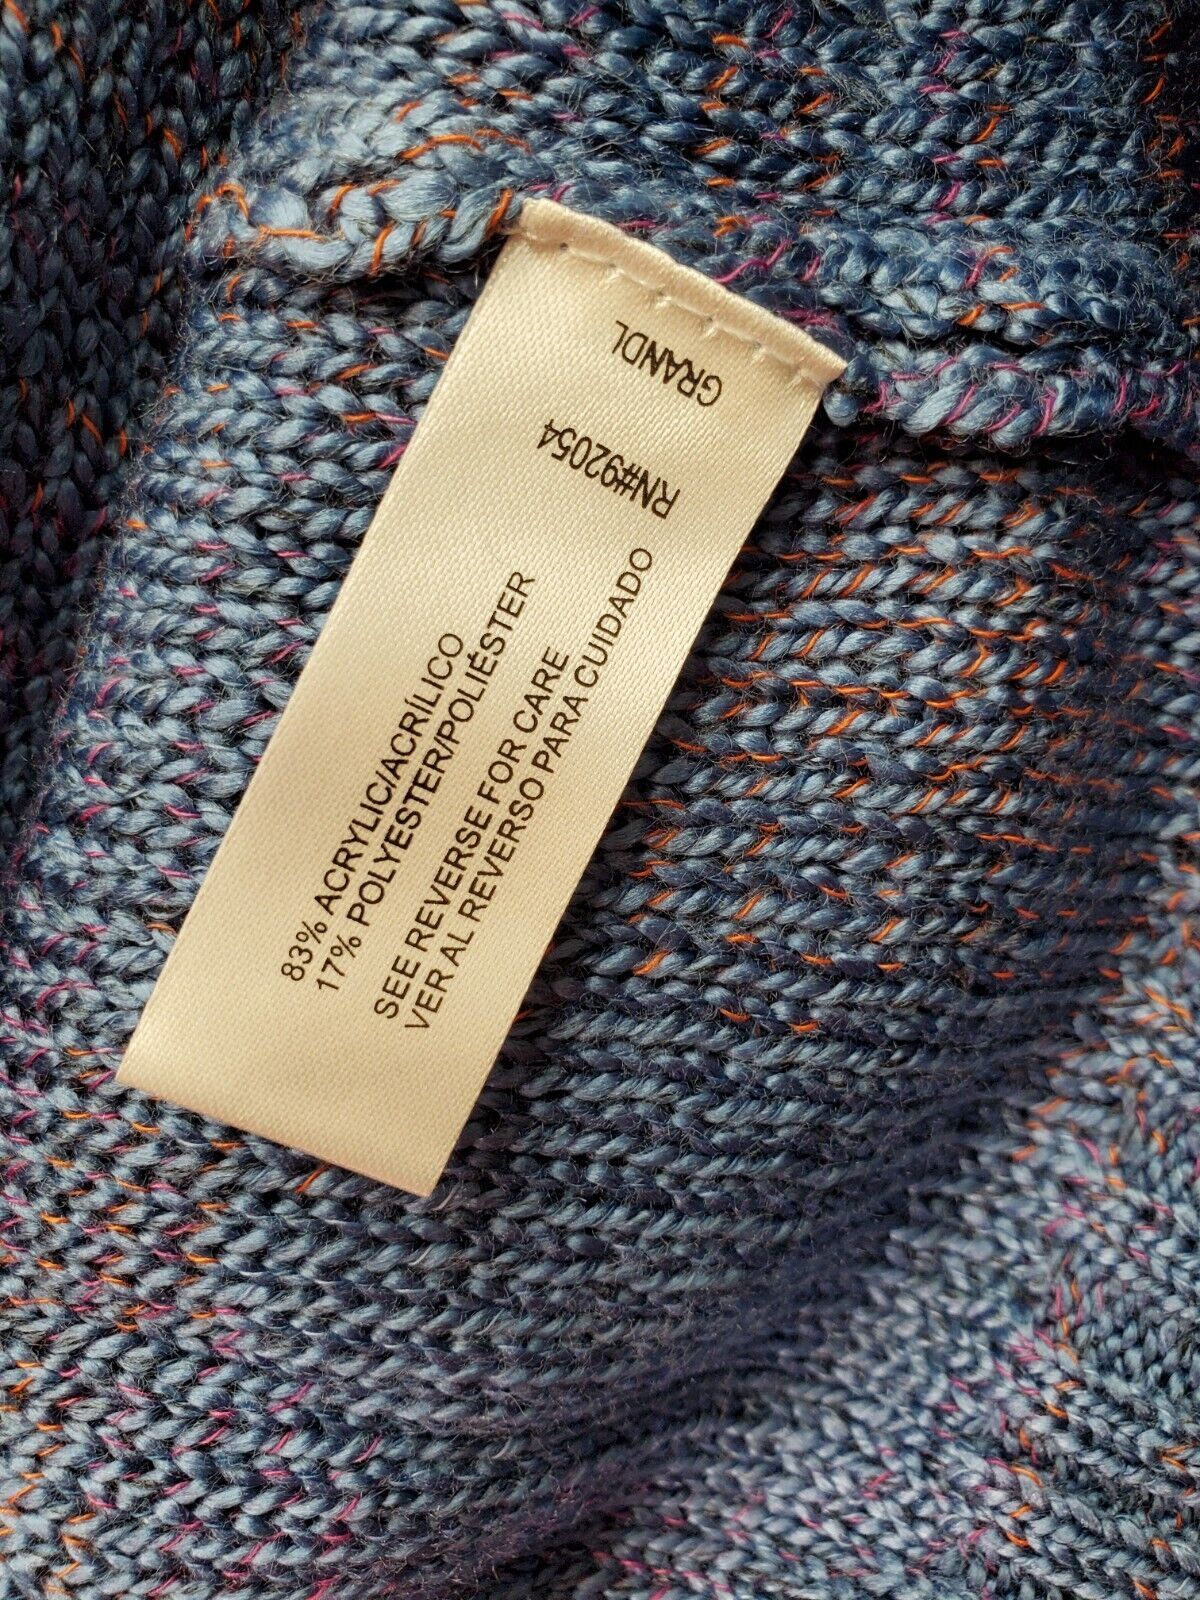 GRANDL
RN#92054
83% ACRYLIC/ACRÍLICO
17% POLYESTER/POLIÉSTER
SEE REVERSE FOR CARE
VER AL REVERSO PARA CUIDADO